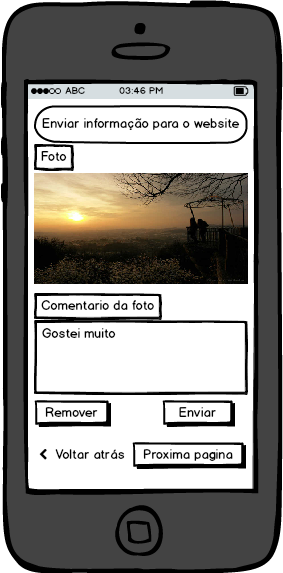 ABC 03:46 PM
Enviar informação para o website
Foto
Comentario da foto
Gostei muito
Remover Enviar
Voltar atrás Proxima pagina